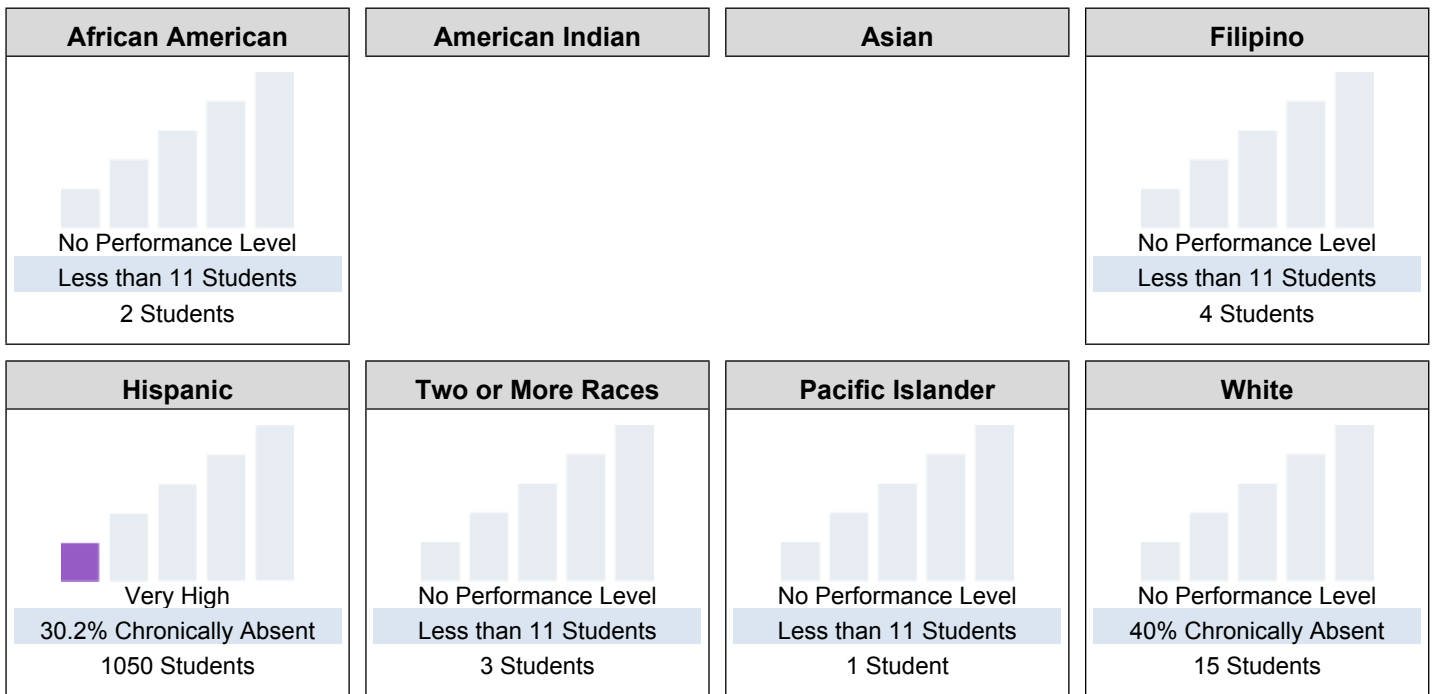 African American
American Indian
Asian
Filipino
No Performance Level
Less than 11 Students
2 Students
No Performance Level
Less than 11 Students
4 Students
Hispanic
Two or More Races
Pacific Islander
White
Very High
30.2% Chronically Absent
1050 Students
No Performance Level
Less than 11 Students
3 Students
No Performance Level
Less than 11 Students
1 Student
No Performance Level
40% Chronically Absent
15 Students